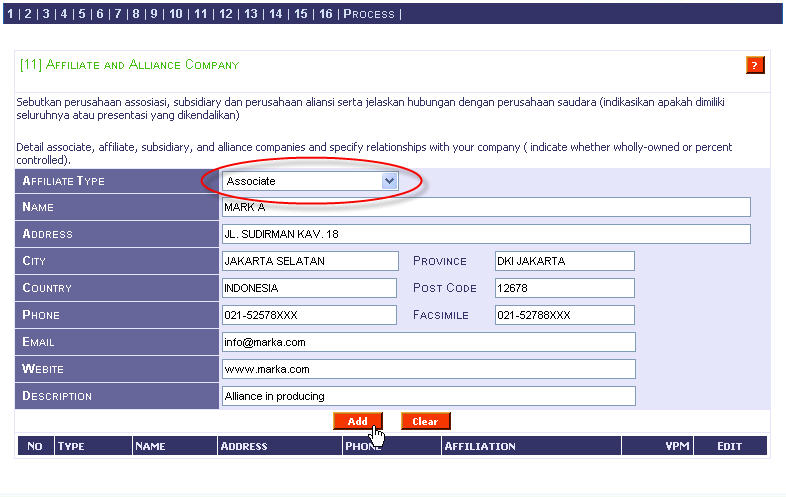 1 | 2 | 3 | 4 | 5 | 6 | 7 | 8 | 9 | 10 | 11 | 12 | 13 | 14 | 15 | 16 | PROCESS |
[11] AFFILIATE AND ALLIANCE COMPANY ?
Sebutkan perusahaan assosiasi, subsidiary dan perusahaan aliansi serta jelaskan hubungan dengan perusahaan saudara (indikasikan apakah dimiliki
seluruhnya atau presentasi yang dikendalikan)
Detail associate, affiliate, subsidiary, and alliance companies and specify relationships with your company ( indicate whether wholly-owned or percent
controlled).
AFFILIATE TYPE Associate
NAME MARK A
ADDRESS JL. SUDIRMAN KAV. 18
CITY JAKARTA SELATAN PROVINCE DKI JAKARTA
COUNTRY INDONESIA POST CODE 12678
PHONE 021-52578XXX FACSIMILE 021-52788XXX
EMAIL info@marka.com
WEBITE www.marka.com
DESCRIPTION Alliance in producing
Add Clear
NO TYPE NAME ADDRESS PHONE AFFILIATION VPM EDIT